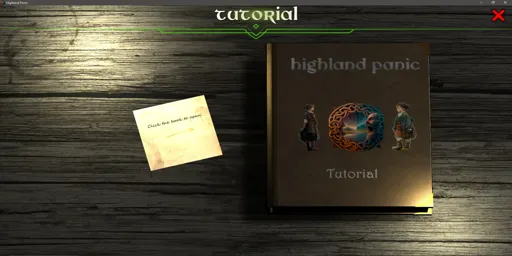 Highland Panic
tutorial
Click the book to open
highland panic
Tutorial